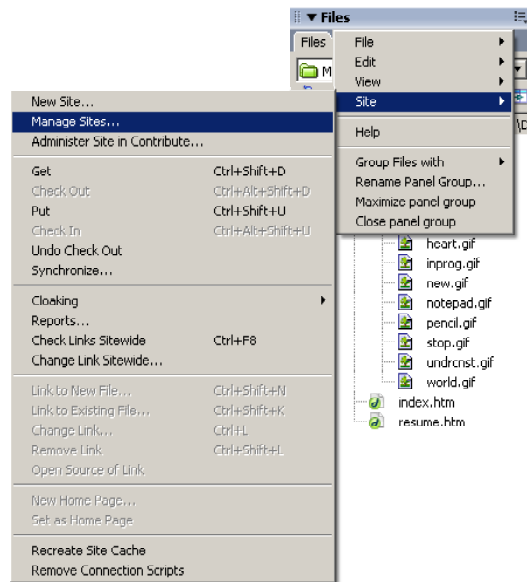 Files
Files
File
Edit
View
Site
Help
Group Files with
Rename Panel Group...
Maximize panel group
Close panel group
New Site...
Manage Sites...
Administer Site in Contribute...
Get Ctrl+Shift+D
Check Out Ctrl+Alt+Shift+D
Put Ctrl+Shift+U
Check In Ctrl+Alt+Shift+U
Undo Check Out
Synchronize...
Cloaking
Reports...
Check Links Sitewide Ctrl+F8
Change Link Sitewide...
Link to New File... Ctrl+Shift+N
Link to Existing File... Ctrl+Shift+K
Change Link... Ctrl+L
Remove Link Ctrl+Shift+L
Open Source of Link
New Home Page...
Set as Home Page
Recreate Site Cache
Remove Connection Scripts
heart.gif
inprog.gif
new.gif
notepad.gif
pencil.gif
stop.gif
undrcnst.gif
world.gif
index.htm
resume.htm